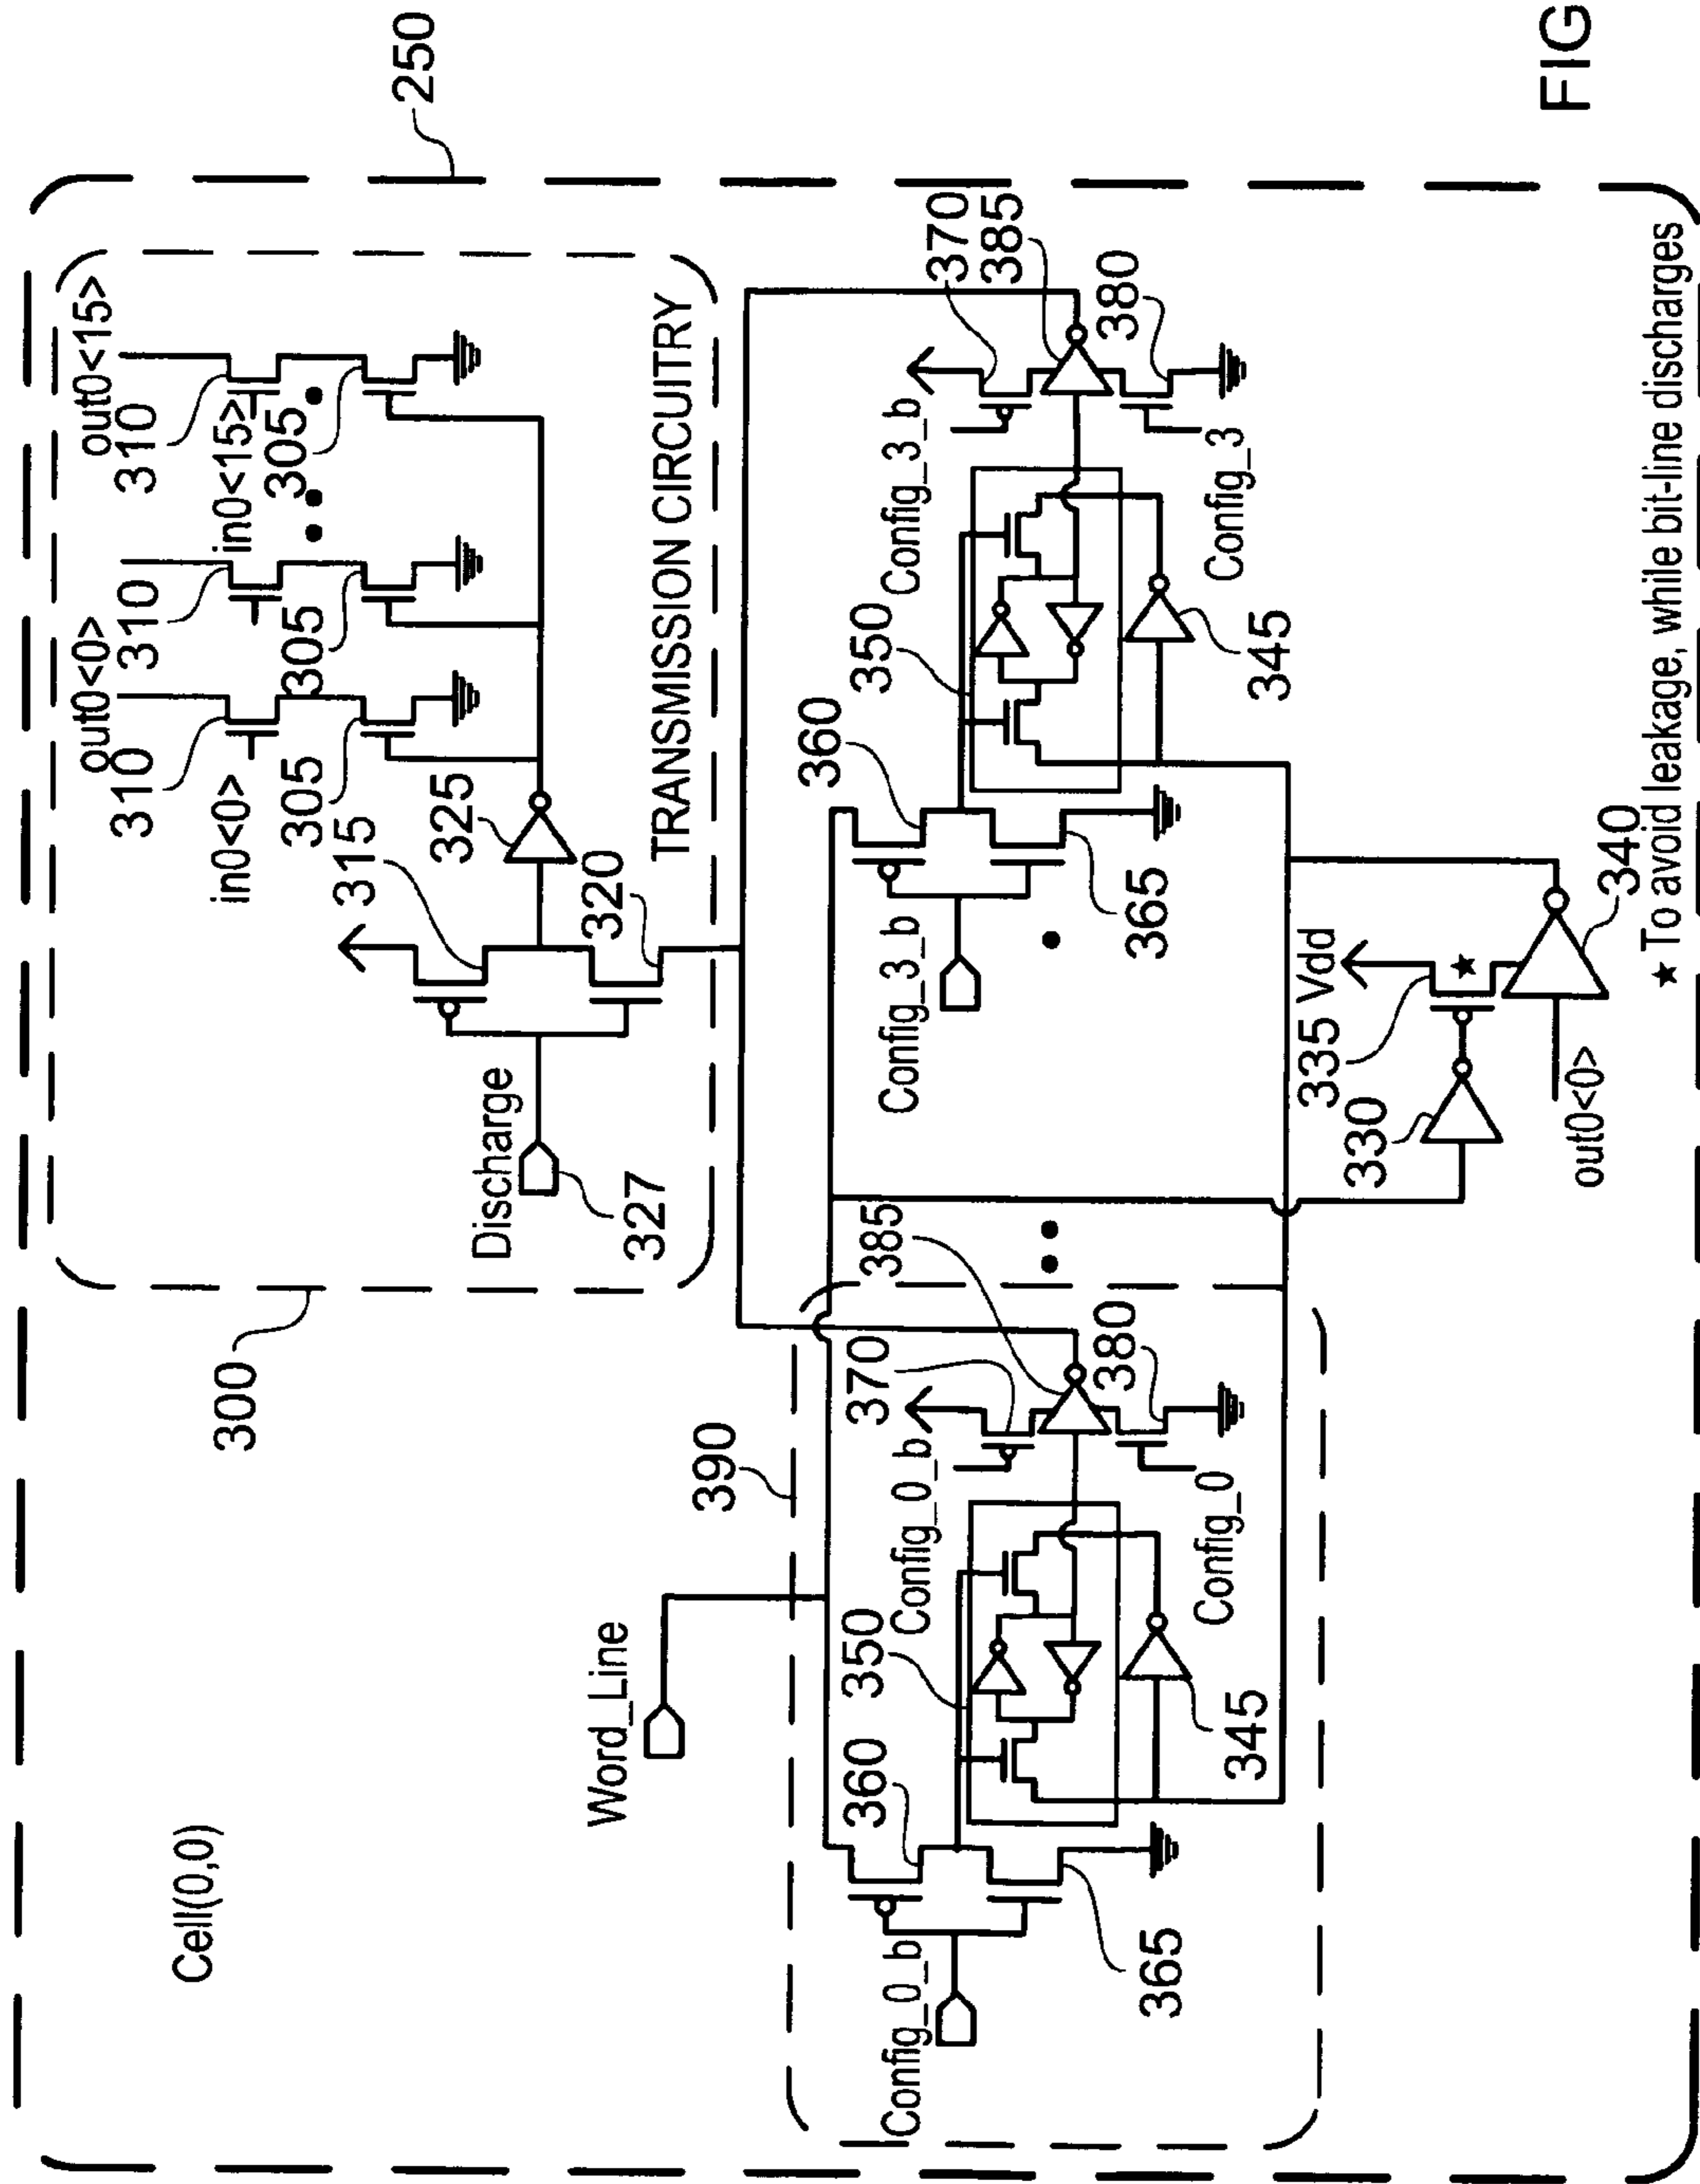 Cell(0,0)
300
250
out0<0>
out0<15>
310
310
310
in0<0>
in0<15>
305
305
305
315
325
Discharge
327
320
TRANSMISSION CIRCUITRY
Word_Line
390
360
350
370
385
Config_0_b
Config_0_b
365
345
Config_0
380
360
350
370
385
Config_3_b
Config_3_b
365
345
Config_3
380
330
335
Vdd
★
out0<0>
340
★ To avoid leakage, while bit-line discharges
FIG